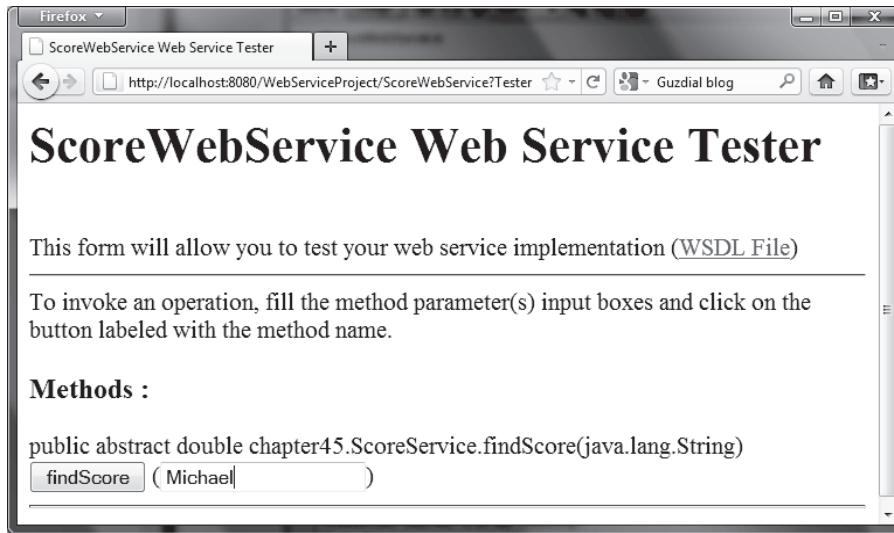 Firefox
ScoreWebService Web Service Tester
http://localhost:8080/WebServiceProject/ScoreWebService?Tester
Guzdial blog
ScoreWebService Web Service Tester
This form will allow you to test your web service implementation (WSDL File)
To invoke an operation, fill the method parameter(s) input boxes and click on the
button labeled with the method name.
Methods :
public abstract double chapter45.ScoreService.findScore(java.lang.String)
findScore (Michael)